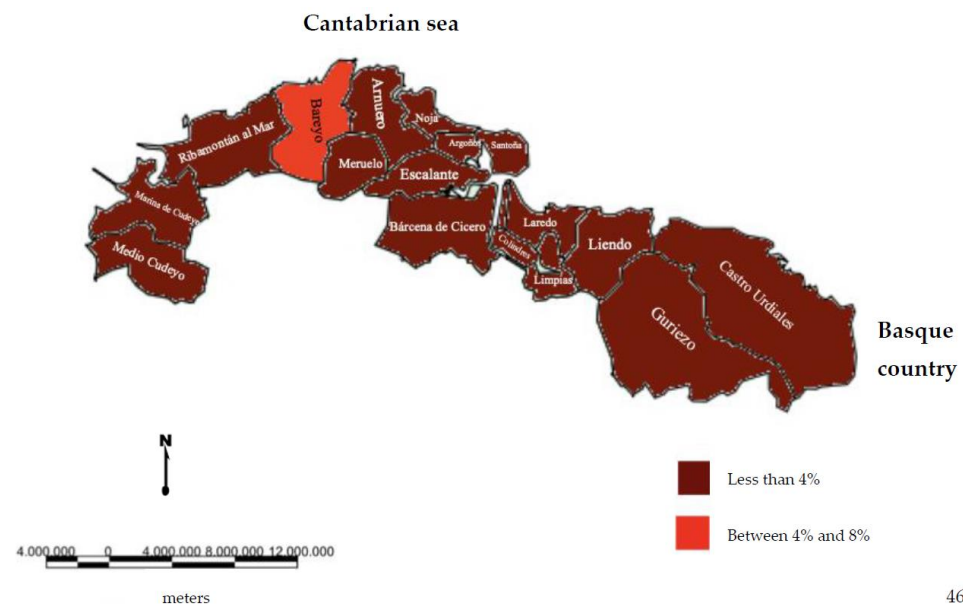 Cantabrian sea
Bareyo
Arnuero
Noja
Ribamontán al Mar
Argoños
Santoña
Meruelo
Escalante
Marina de Cudeyo
Bárcena de Cicero
Laredo
Colindres
Liendo
Medio Cudeyo
Limpias
Castro Urdiales
Guriezo
Basque
country
N
Less than 4%
Between 4% and 8%
4.000.000 0 4.000.000 8.000.000 12.000.000
meters
46